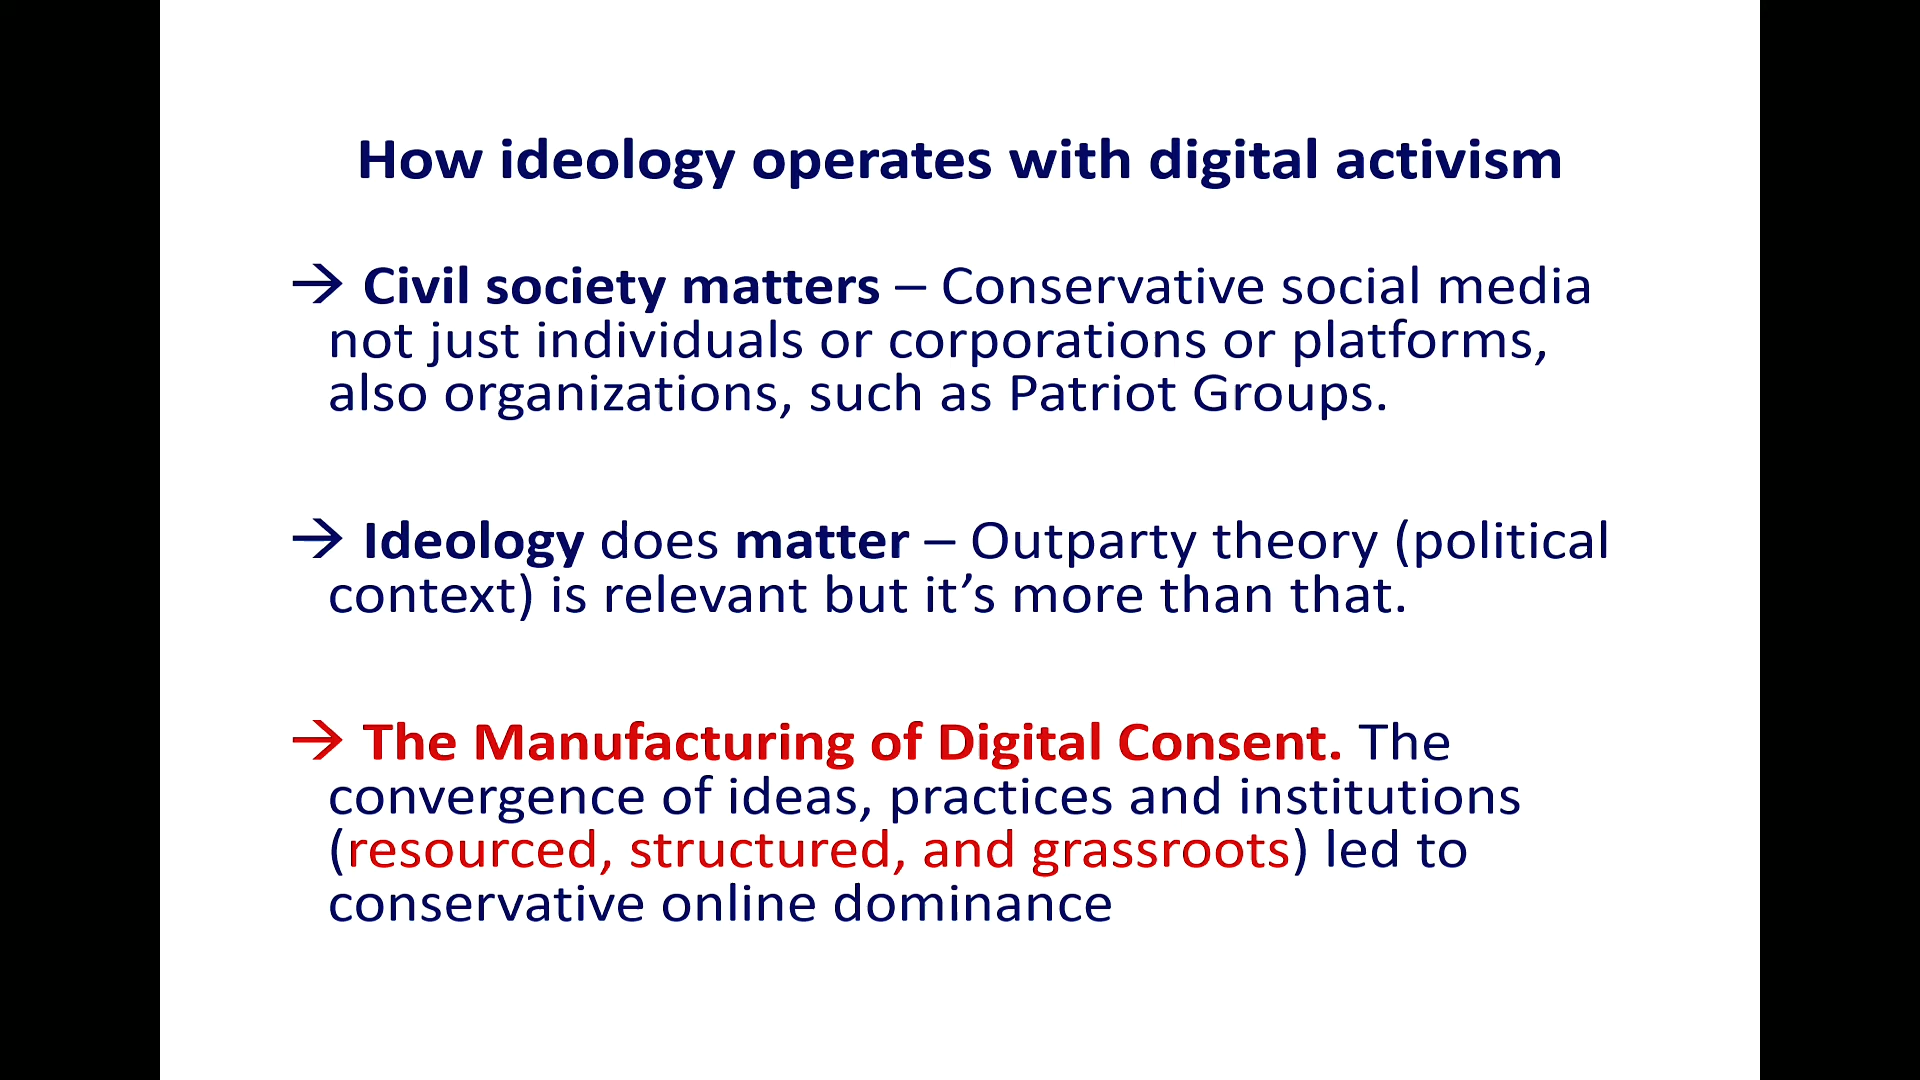 How ideology operates with digital activism
→ Civil society matters – Conservative social media
not just individuals or corporations or platforms,
also organizations, such as Patriot Groups.
→ Ideology does matter – Outparty theory (political
context) is relevant but it’s more than that.
→ The Manufacturing of Digital Consent. The
convergence of ideas, practices and institutions
(resourced, structured, and grassroots) led to
conservative online dominance